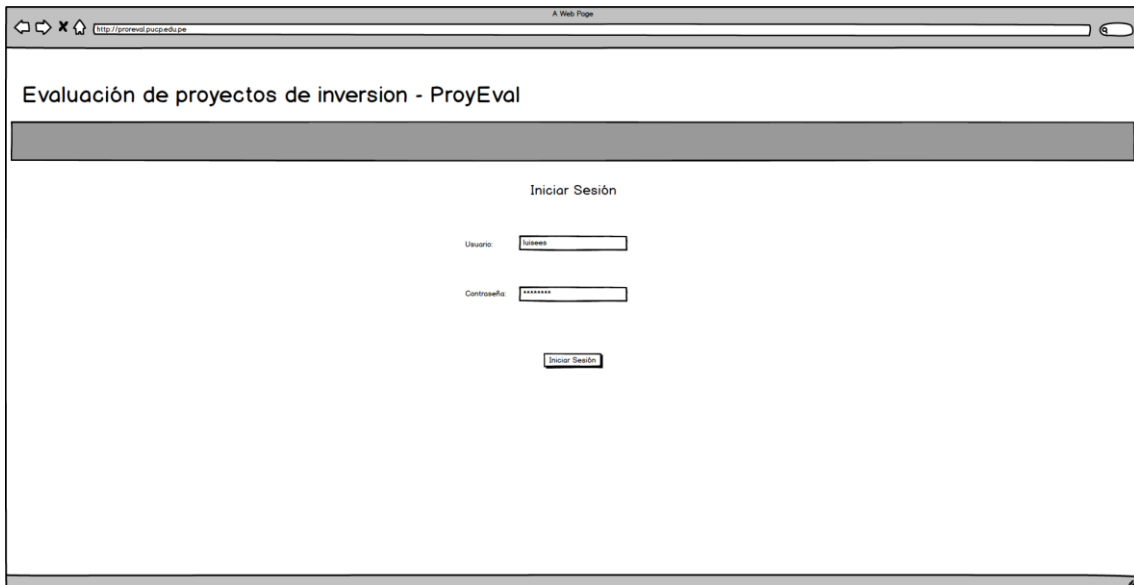 A Web Page
http://proreval.pucp.edu.pe
Evaluación de proyectos de inversion - ProyEval
Iniciar Sesión
Usuario: luisees
Contraseña: ********
Iniciar Sesión